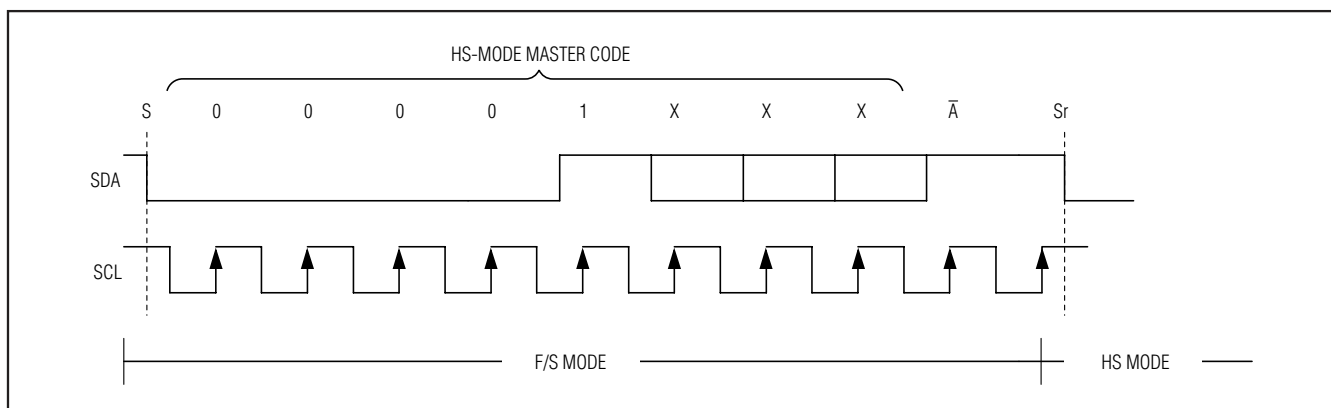 HS-MODE MASTER CODE
S 0 0 0 0 1 X X X A̅ Sr
SDA
SCL
F/S MODE HS MODE